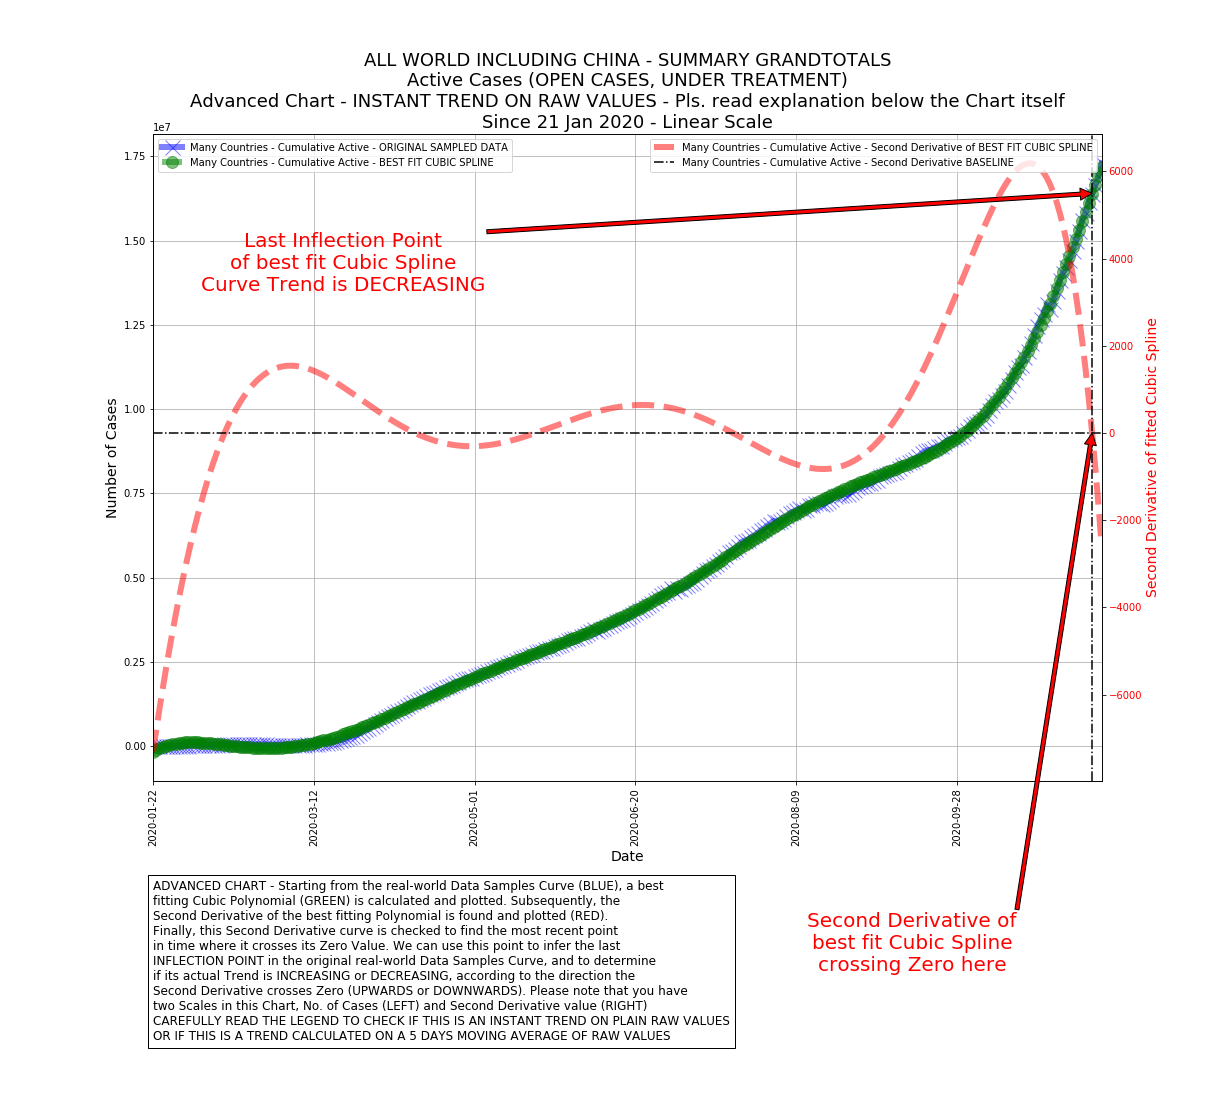 ALL WORLD INCLUDING CHINA - SUMMARY GRANDTOTALS
Active Cases (OPEN CASES, UNDER TREATMENT)
Advanced Chart - INSTANT TREND ON RAW VALUES - Pls. read explanation below the Chart itself
Since 21 Jan 2020 - Linear Scale
1e7
Many Countries - Cumulative Active - ORIGINAL SAMPLED DATA
Many Countries - Cumulative Active - BEST FIT CUBIC SPLINE
Many Countries - Cumulative Active - Second Derivative of BEST FIT CUBIC SPLINE
Many Countries - Cumulative Active - Second Derivative BASELINE
Last Inflection Point
of best fit Cubic Spline
Curve Trend is DECREASING
Number of Cases
1.75
1.50
1.25
1.00
0.75
0.50
0.25
0.00
6000
4000
2000
0
−2000
−4000
−6000
Second Derivative of fitted Cubic Spline
2020-01-22
2020-03-12
2020-05-01
2020-06-20
2020-08-09
2020-09-28
Date
ADVANCED CHART - Starting from the real-world Data Samples Curve (BLUE), a best
fitting Cubic Polynomial (GREEN) is calculated and plotted. Subsequently, the
Second Derivative of the best fitting Polynomial is found and plotted (RED).
Finally, this Second Derivative curve is checked to find the most recent point
in time where it crosses its Zero Value. We can use this point to infer the last
INFLECTION POINT in the original real-world Data Samples Curve, and to determine
if its actual Trend is INCREASING or DECREASING, according to the direction the
Second Derivative crosses Zero (UPWARDS or DOWNWARDS). Please note that you have
two Scales in this Chart, No. of Cases (LEFT) and Second Derivative value (RIGHT)
CAREFULLY READ THE LEGEND TO CHECK IF THIS IS AN INSTANT TREND ON PLAIN RAW VALUES
OR IF THIS IS A TREND CALCULATED ON A 5 DAYS MOVING AVERAGE OF RAW VALUES
Second Derivative of
best fit Cubic Spline
crossing Zero here